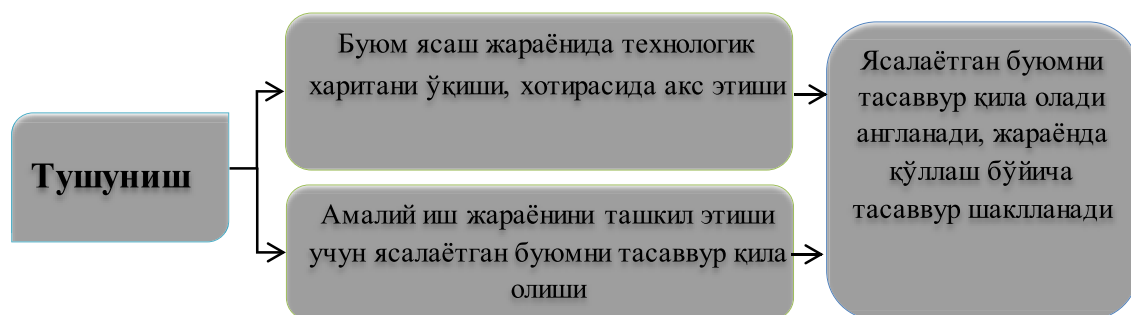 Тушуниш
Буюм ясаш жараёнида технологик
харитани ўқиши, хотирасида акс этиши
Амалий иш жараёнини ташкил этиши
учун ясалаётган буюмни тасаввур қила
олиши
Ясалаётган буюмни
тасаввур қила олади
англанади, жараёнда
қўллаш бўйича
тасаввур шаклланади